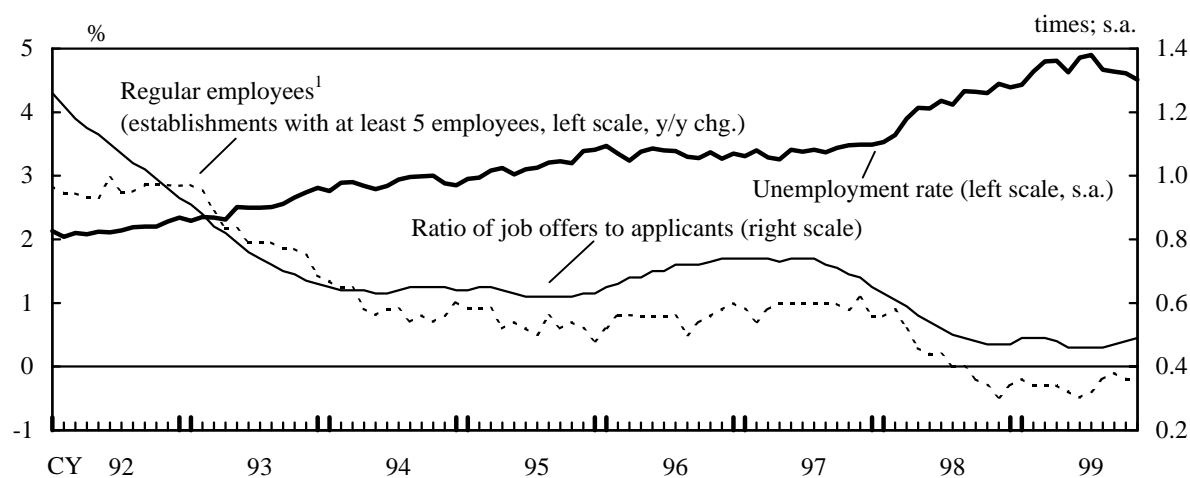 % times; s.a.
5 1.4
Regular employees1
(establishments with at least 5 employees, left scale, y/y chg.)
4 1.2
3 1.0
Unemployment rate (left scale, s.a.)
Ratio of job offers to applicants (right scale)
2 0.8
1 0.6
0 0.4
-1 0.2
CY 92 93 94 95 96 97 98 99